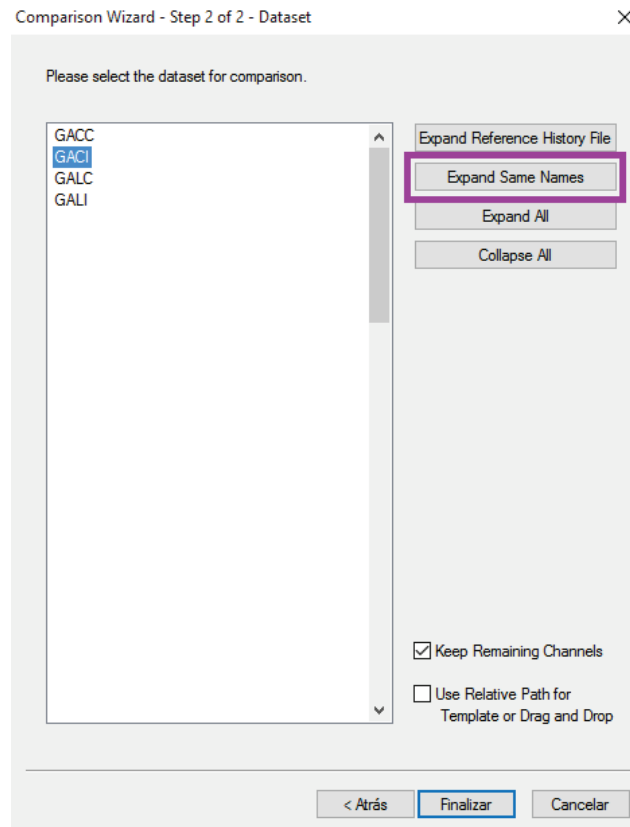 Comparison Wizard - Step 2 of 2 - Dataset
Please select the dataset for comparison.
GACC
GACI
GALC
GALI
Expand Reference History File
Expand Same Names
Expand All
Collapse All
Keep Remaining Channels
Use Relative Path for
Template or Drag and Drop
< Atrás
Finalizar
Cancelar